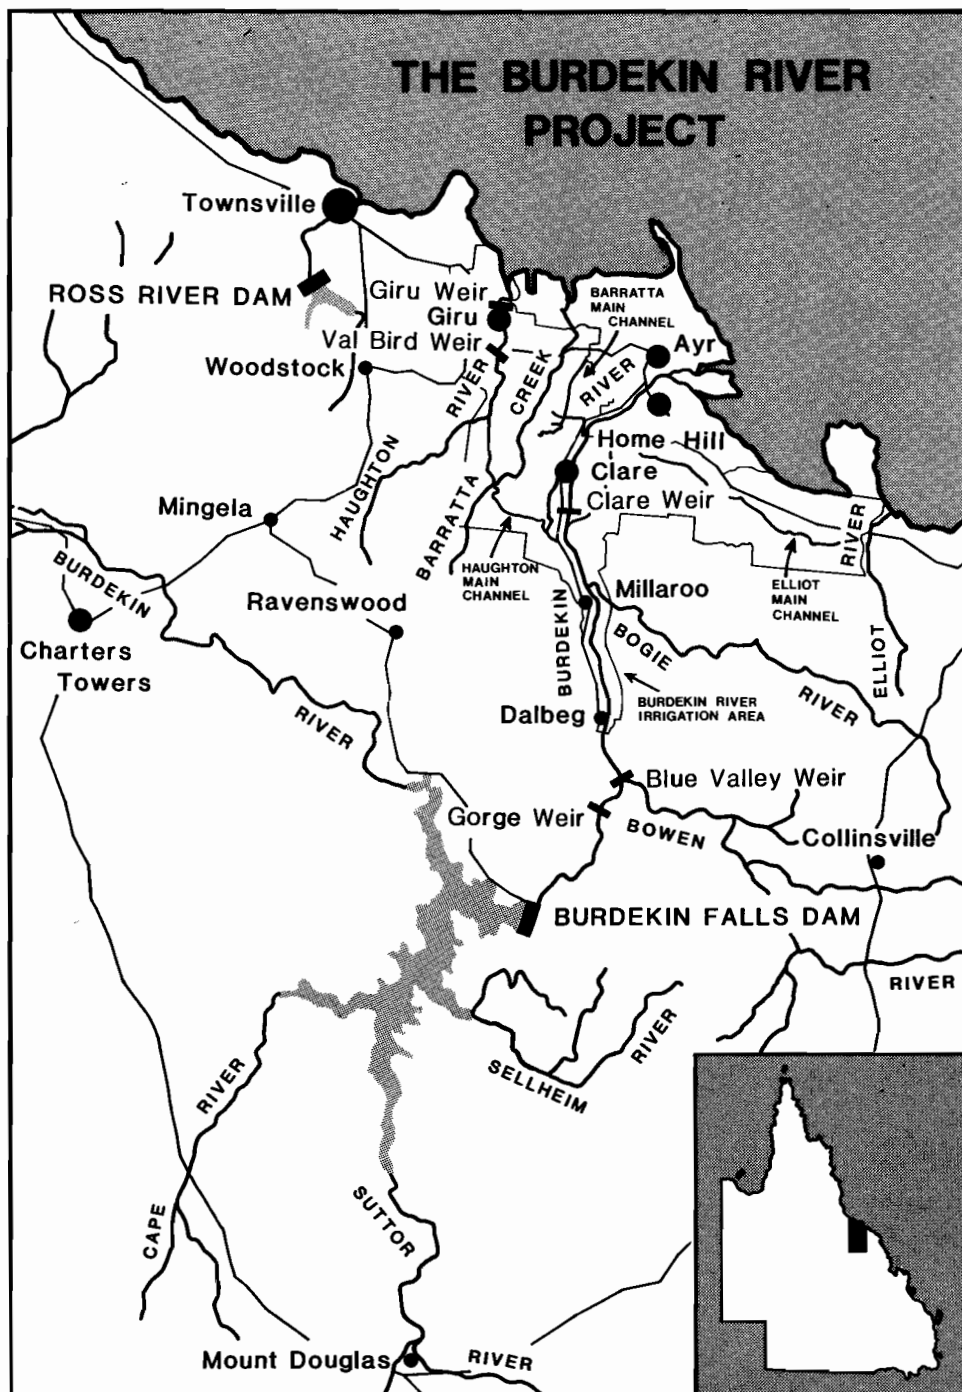 THE BURDEKIN RIVER
PROJECT
Townsville
ROSS RIVER DAM
Giru Weir
Giru
Val Bird Weir
Woodstock
BARRATTA
MAIN
CHANNEL
Ayr
RIVER
CREEK
RIVER
Home Hill
Clare
Clare Weir
HAUGHTON
BARRATTA
Mingela
HAUGHTON
MAIN
CHANNEL
RIVER
ELLIOT
MAIN
CHANNEL
BURDEKIN
Ravenswood
Millaroo
Charters
Towers
BURDEKIN
BOGIE
RIVER
ELLIOT
RIVER
Dalbeg
BURDEKIN RIVER
IRRIGATION AREA
Blue Valley Weir
Gorge Weir
BOWEN
Collinsville
BURDEKIN FALLS DAM
RIVER
RIVER
SELLHEIM
RIVER
CAPE
SUTTOR
Mount Douglas
RIVER